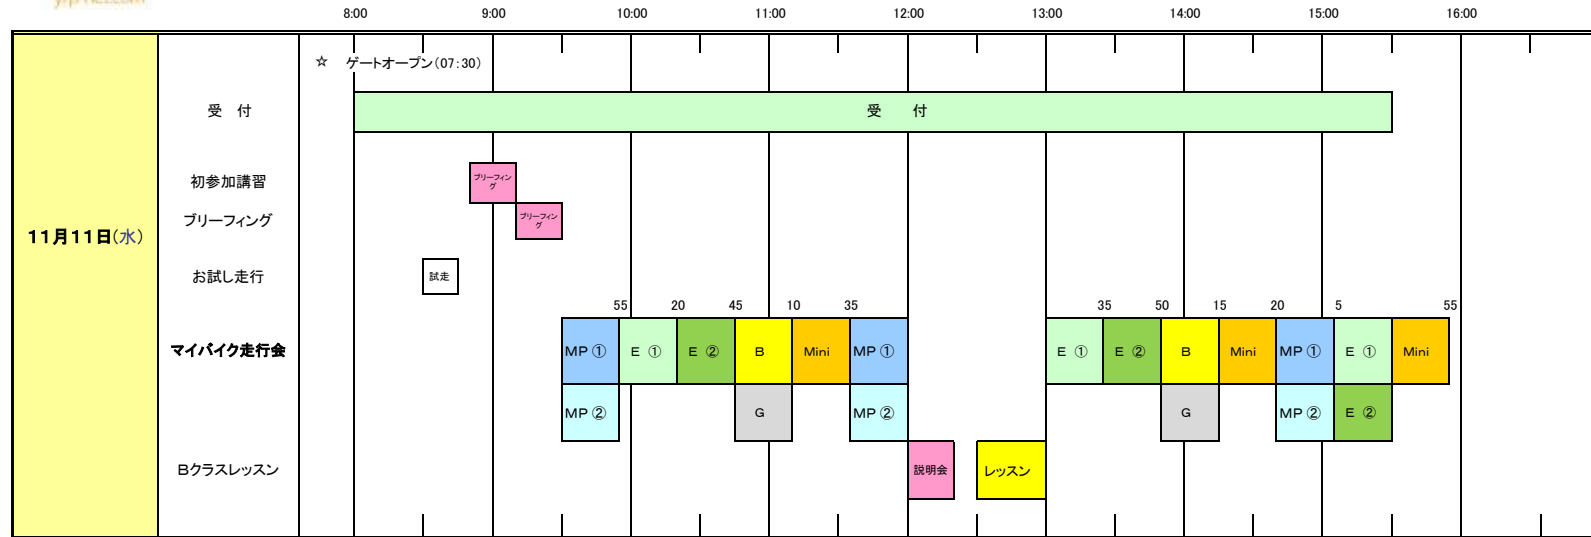 8:00 9:00 10:00 11:00 12:00 13:00 14:00 15:00 16:00
☆ ゲートオープン(07:30)
受 付 受 付
初参加講習 ブリーフィング
ブリーフィング ブリーフィング
11月11日(水)
お試し走行 試走
55 20 45 10 35 35 50 15 20 5 55
マイバイク走行会 MP ① E ① E ② B Mini MP ① E ① E ② B Mini MP ① E ① Mini
MP ② G MP ② G MP ② E ②
Bクラスレッスン 説明会 レッスン